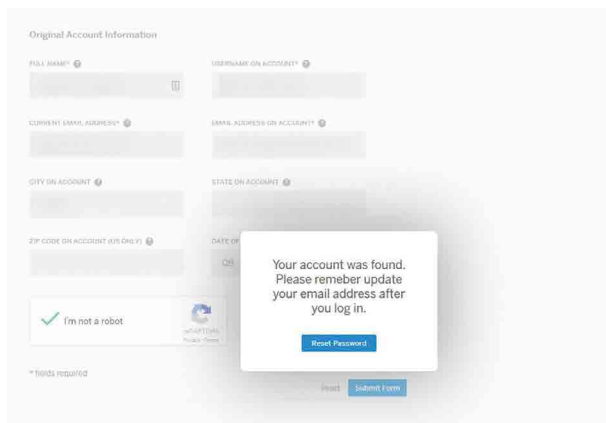 Original Account Information
FULL NAME* USERNAME ON ACCOUNT*
CURRENT EMAIL ADDRESS* EMAIL ADDRESS ON ACCOUNT*
CITY ON ACCOUNT STATE ON ACCOUNT
ZIP CODE ON ACCOUNT (US ONLY) DATE OF
Your account was found.
Please remeber update
your email address after
you log in.
Reset Password
I'm not a robot
reCAPTCHA
Privacy - Terms
* fields required
Reset Submit Form